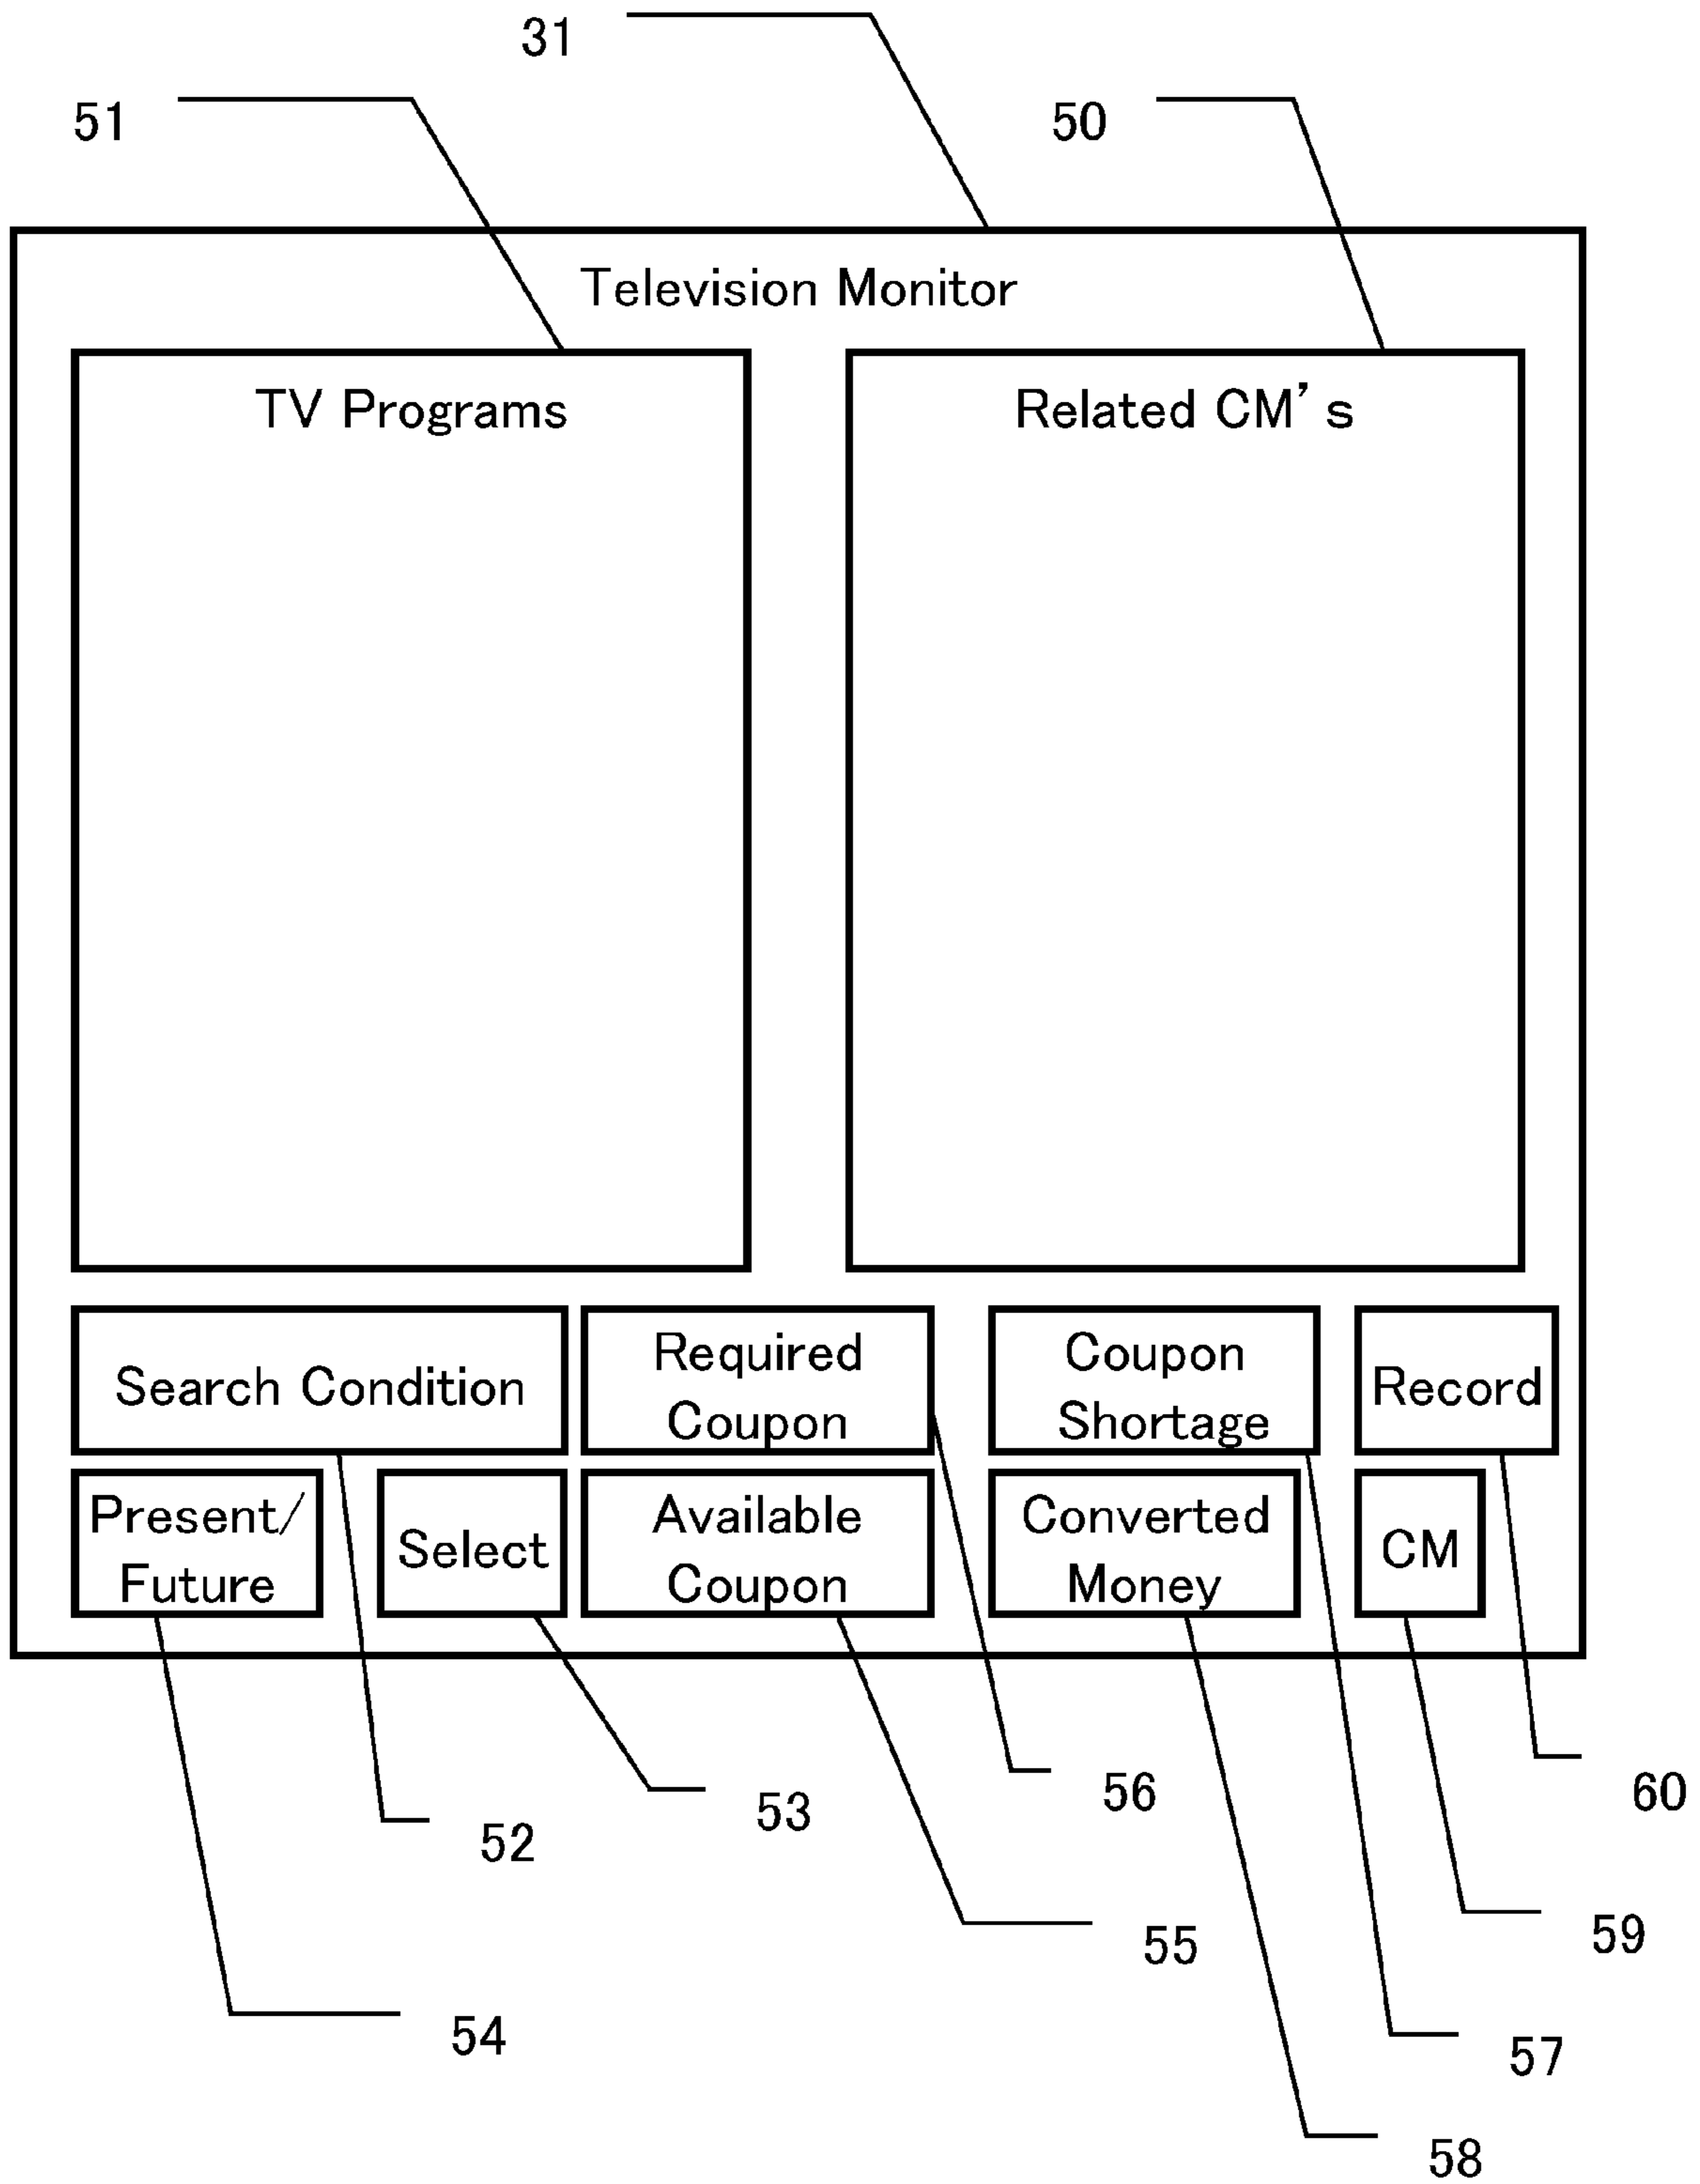 31
51
50
Television Monitor
TV Programs
Related CM's
Search Condition
Required
Coupon
Coupon
Shortage
Record
Present/
Future
Select
Available
Coupon
Converted
Money
CM
56
60
53
52
59
55
54
57
58